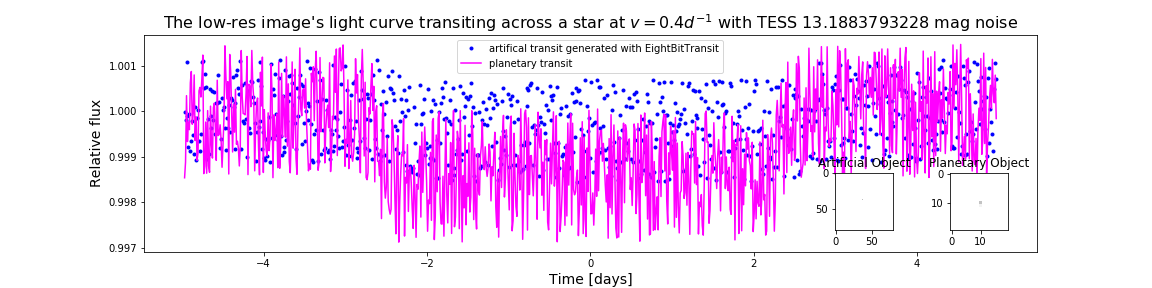 The low-res image's light curve transiting across a star at v = 0.4d⁻¹ with TESS 13.1883793228 mag noise
artifical transit generated with EightBitTransit
planetary transit
1.001
1.000
0.999
0.998
0.997
Relative flux
Artificial Object
Planetary Object
0
50
0
50
0
10
0
10
−4
−2
0
2
4
Time [days]